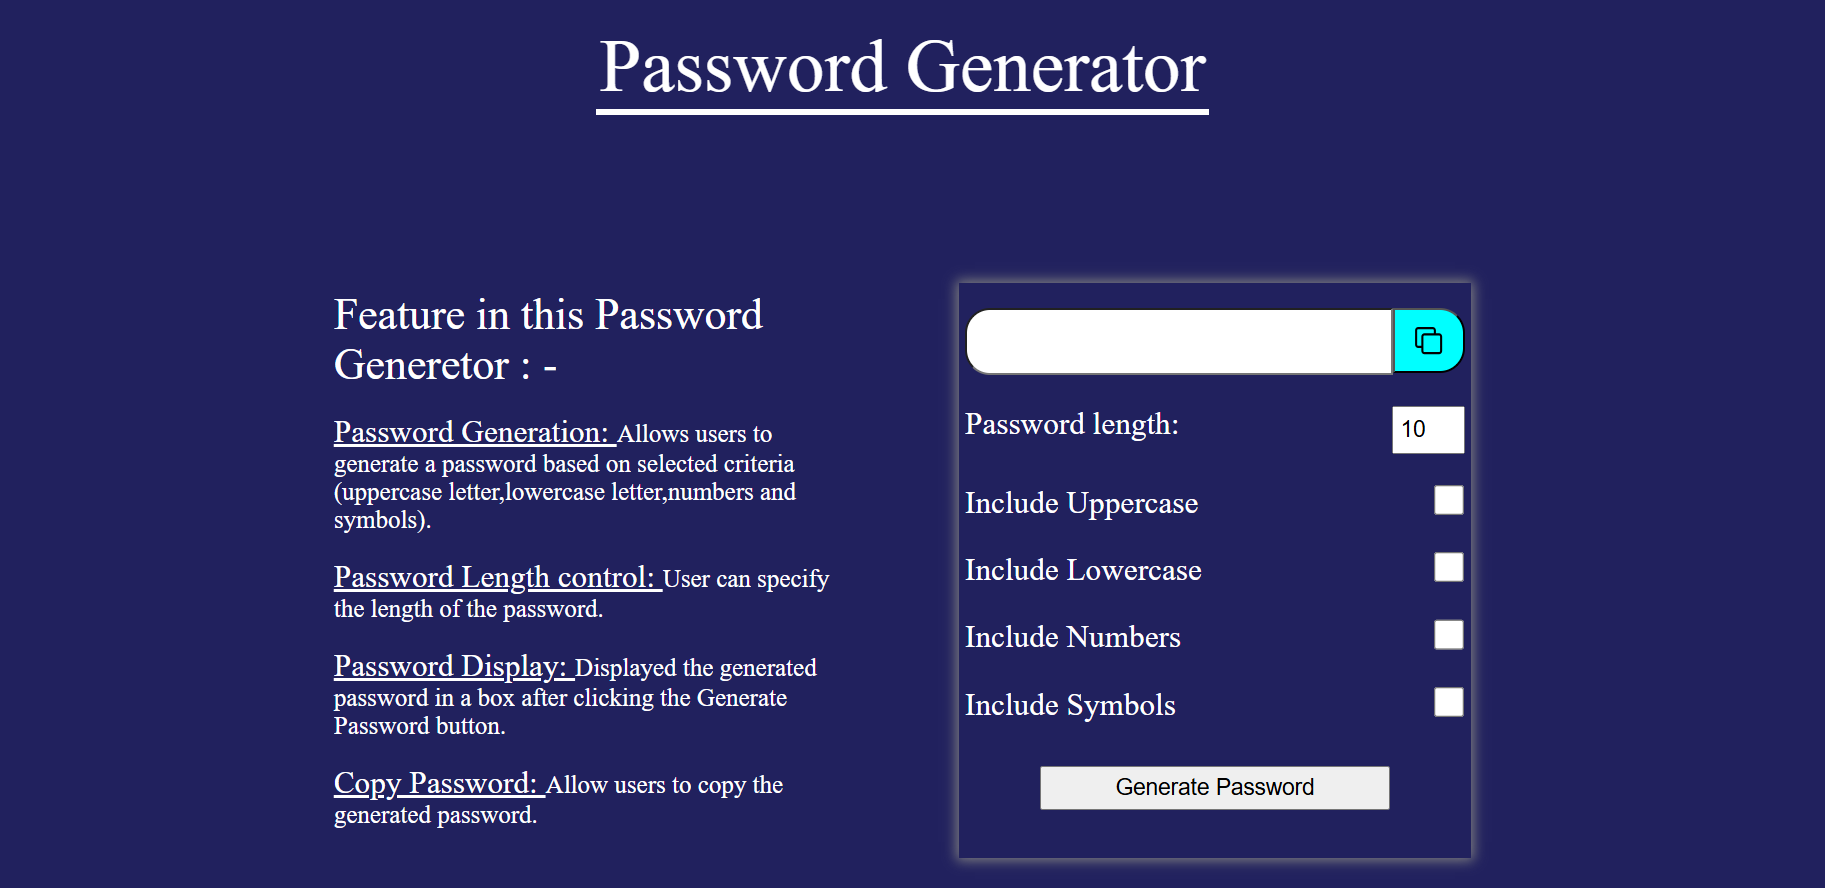 Password Generator
Feature in this Password
Generetor : -
Password Generation: Allows users to
generate a password based on selected criteria
(uppercase letter,lowercase letter,numbers and
symbols).
Password Length control: User can specify
the length of the password.
Password Display: Displayed the generated
password in a box after clicking the Generate
Password button.
Copy Password: Allow users to copy the
generated password.
Password length: 10
Include Uppercase
Include Lowercase
Include Numbers
Include Symbols
Generate Password